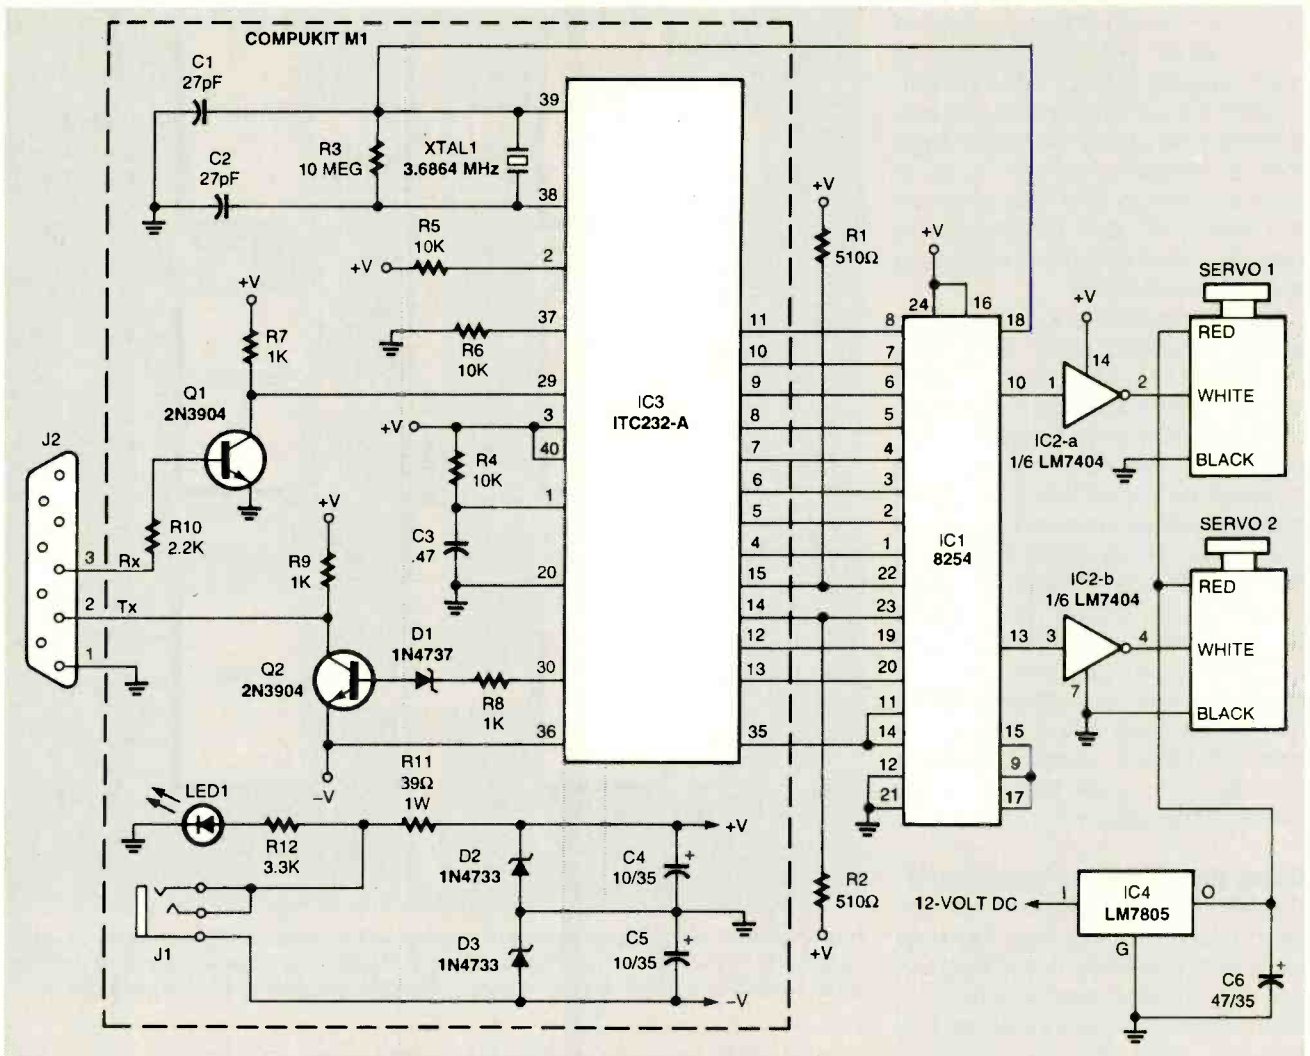 COMPUKIT M1
C1
27pF
C2
27pF
R3
10 MEG
XTAL1
3.6864 MHz
39
38
+V
R5
10K
2
37
R6
10K
+V
R7
1K
29
Q1
2N3904
+V
3
40
R4
10K
1
C3
.47
20
IC3
ITC232-A
J2
R10
2.2K
3
Rx
2
Tx
1
+V
R9
1K
Q2
2N3904
D1
1N4737
R8
1K
30
36
-V
LED1
R12
3.3K
R11
39Ω
1W
+V
D2
1N4733
C4
10/35
+
D3
1N4733
C5
10/35
+
-V
J1
11
10
9
8
7
6
5
4
15
14
12
13
35
+V
R1
510Ω
R2
510Ω
+V
+V
24
16
8
7
6
5
4
3
2
1
22
23
19
20
11
14
12
21
18
10
13
15
9
17
IC1
8254
+V
14
1
2
IC2-a
1/6 LM7404
IC2-b
1/6 LM7404
3
4
7
SERVO 1
RED
WHITE
BLACK
SERVO 2
RED
WHITE
BLACK
12-VOLT DC
I
IC4
LM7805
O
G
C6
47/35
+